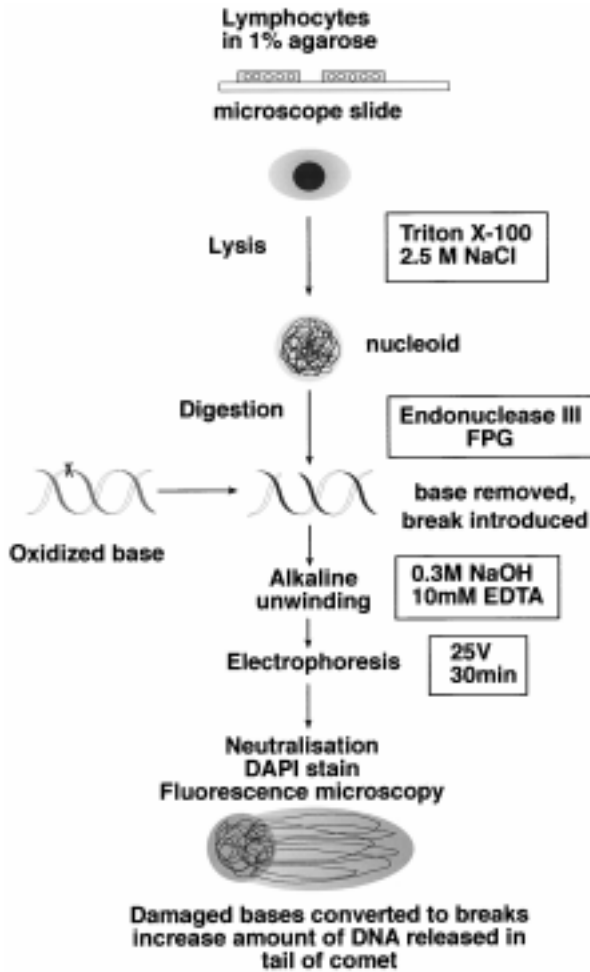 Lymphocytes
in 1% agarose
microscope slide
Lysis
Triton X-100
2.5 M NaCl
nucleoid
Digestion
Endonuclease III
FPG
X
Oxidized base
base removed,
break introduced
Alkaline
unwinding
0.3M NaOH
10mM EDTA
Electrophoresis
25V
30min
Neutralisation
DAPI stain
Fluorescence microscopy
Damaged bases converted to breaks
increase amount of DNA released in
tail of comet